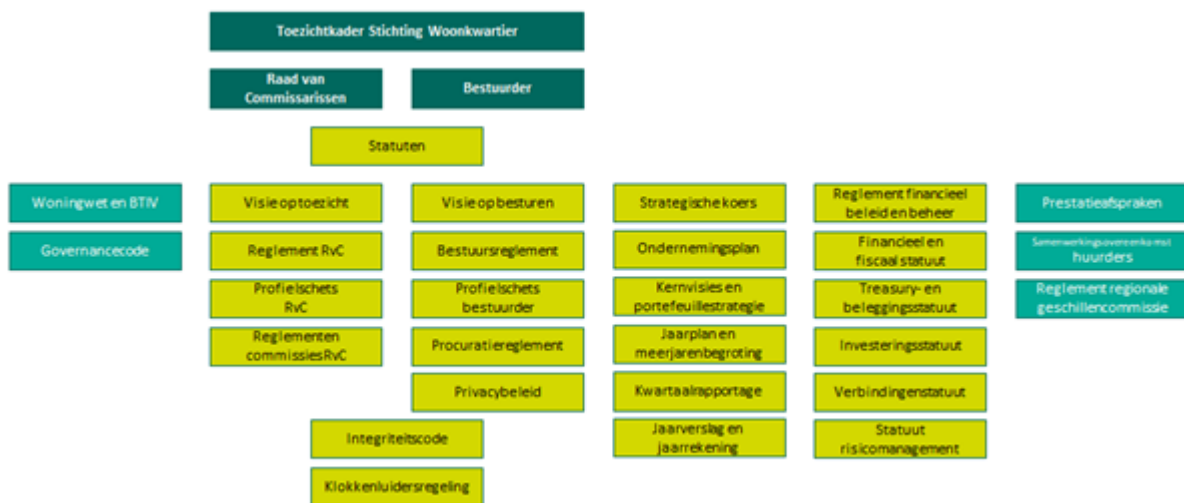 Toezichtkader Stichting Woonkwartier
Raad van
Commissarissen
Bestuurder
Statuten
Woningwet en BTIV
Governancecode
Visie op toezicht
Reglement RvC
Profielschets
RvC
Reglementen
commissies RvC
Visie op besturen
Bestuursreglement
Profielschets
bestuurder
Procuratiereglement
Privacybeleid
Integriteitscode
Klokkenluidersregeling
Strategische koers
Ondernemingsplan
Kernvisies en
portefeuillestrategie
Jaarplan en
meerjarenbegroting
Kwartaalrapportage
Jaarverslag en
jaarrekening
Reglement financieel
beleid en beheer
Financieel en
fiscaal statuut
Treasury- en
beleggingsstatuut
Investeringsstatuut
Verbindingenstatuut
Statuut
risicomanagement
Prestatieafspraken
Samenwerkingsovereenkomst
huurders
Reglement regionale
geschillencommissie